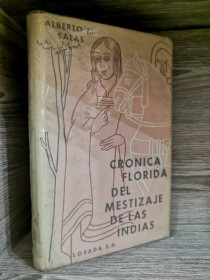 ALBERTO M.
SALAS
CRONICA
FLORIDA
DEL
MESTIZAJE
DE LAS
INDIAS
LOSADA S.A.